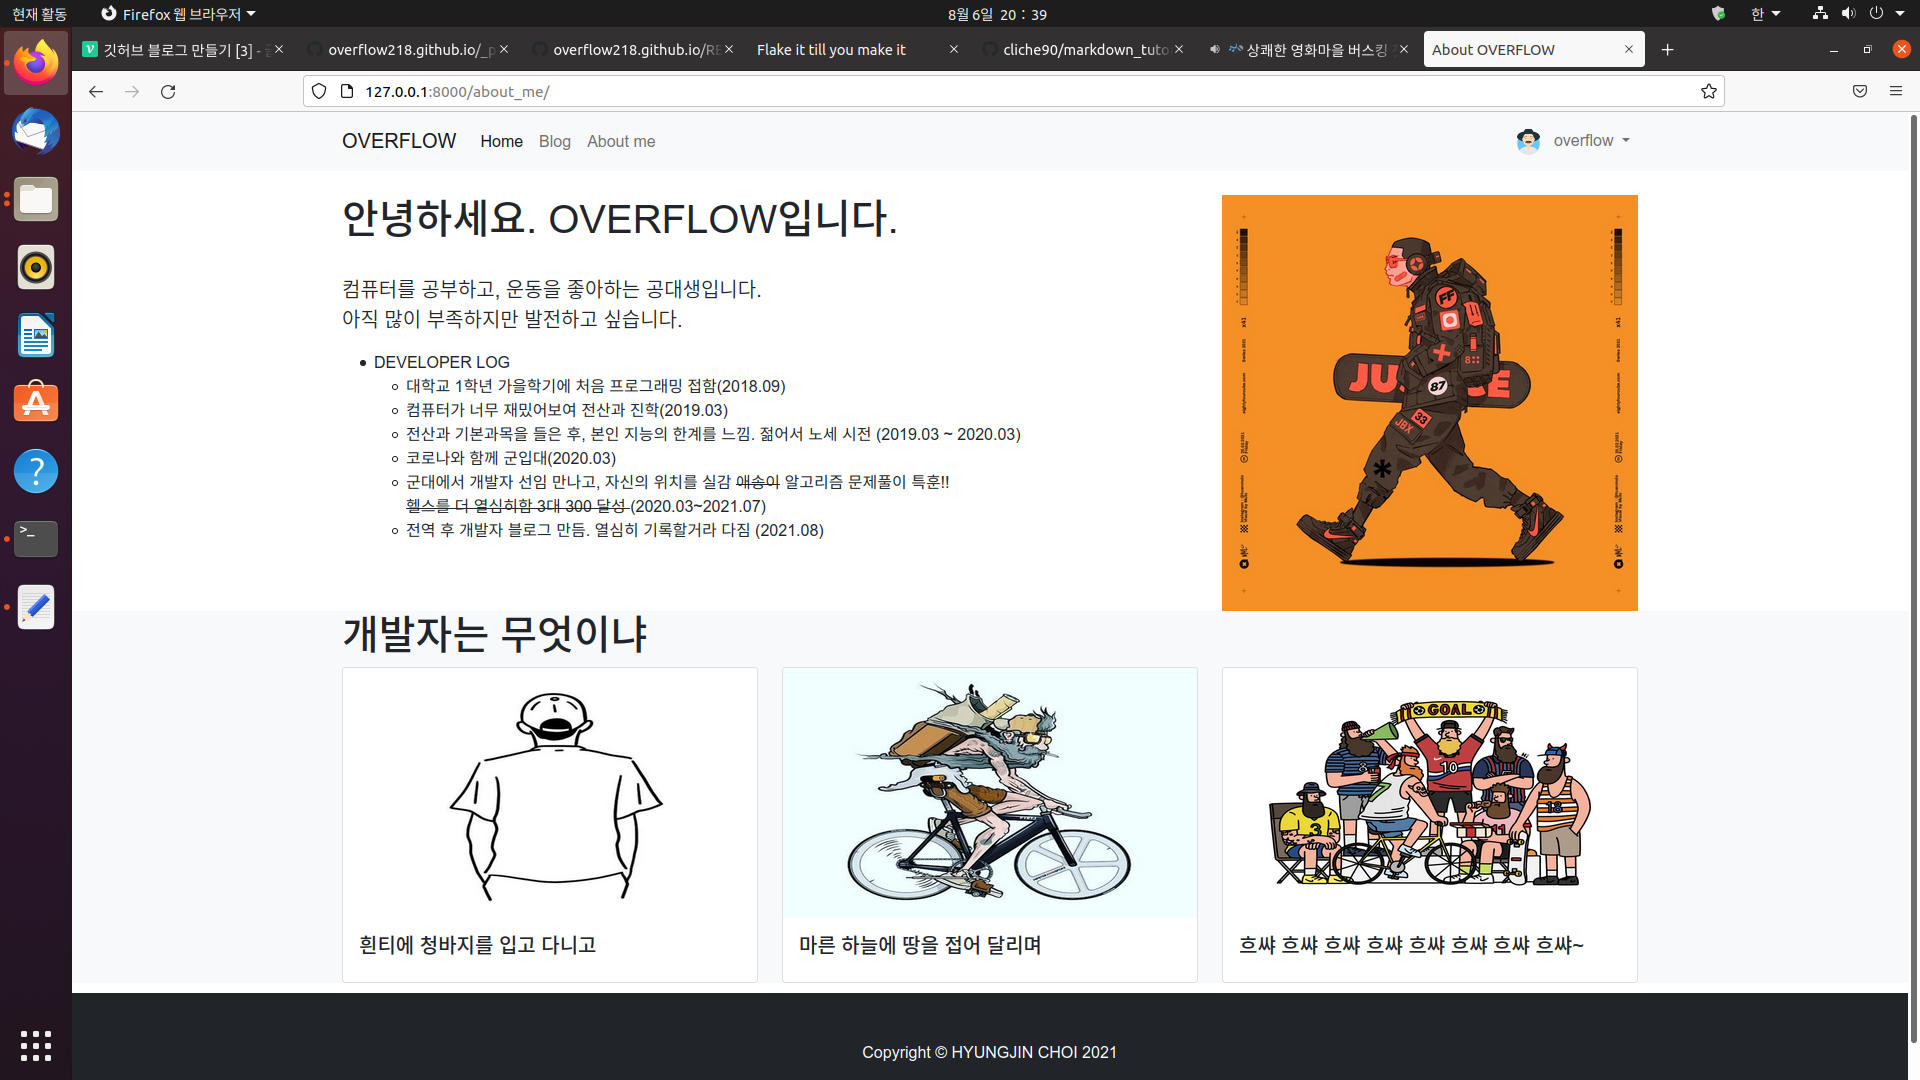 현재 활동
Firefox 웹 브라우저
8월 6일 20 : 39
한
깃허브 블로그 만들기 [3] -
overflow218.github.io/_p
overflow218.github.io/RE
Flake it till you make it
cliche90/markdown_tuto
상쾌한 영화마을 버스킹
About OVERFLOW
127.0.0.1:8000/about_me/
OVERFLOW Home Blog About me
overflow
안녕하세요. OVERFLOW입니다.
컴퓨터를 공부하고, 운동을 좋아하는 공대생입니다.
아직 많이 부족하지만 발전하고 싶습니다.
DEVELOPER LOG
대학교 1학년 가을학기에 처음 프로그래밍 접함(2018.09)
컴퓨터가 너무 재밌어보여 전산과 진학(2019.03)
전산과 기본과목을 들은 후, 본인 지능의 한계를 느낌. 젊어서 노세 시전 (2019.03 ~ 2020.03)
코로나와 함께 군입대(2020.03)
군대에서 개발자 선임 만나고, 자신의 위치를 실감 애송이 알고리즘 문제풀이 특훈!!
헬스를 더 열심히함 3대 300 달성 (2020.03~2021.07)
전역 후 개발자 블로그 만듬. 열심히 기록할거라 다짐 (2021.08)
FF
87
33
JBX
개발자는 무엇이냐
GOAL
8
10
7
3
11
18
흰티에 청바지를 입고 다니고
마른 하늘에 땅을 접어 달리며
흐쌰 흐쌰 흐쌰 흐쌰 흐쌰 흐쌰 흐쌰 흐쌰~
Copyright © HYUNGJIN CHOI 2021